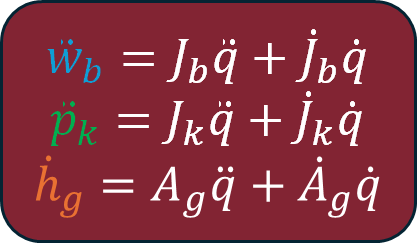 ẅ_b = J_b q̈ + J̇_b q̇
p̈_k = J_k q̈ + J̇_k q̇
ḣ_g = A_g q̈ + Ȧ_g q̇